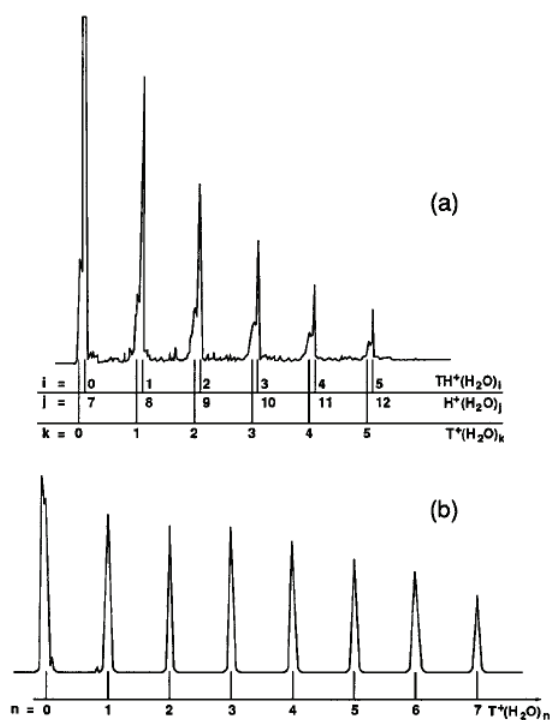 (a)
i = 0 1 2 3 4 5 TH⁺(H₂O)ᵢ
j = 7 8 9 10 11 12 H⁺(H₂O)ⱼ
k = 0 1 2 3 4 5 T⁺(H₂O)ₖ
(b)
n = 0 1 2 3 4 5 6 7 T⁺(H₂O)ₙ